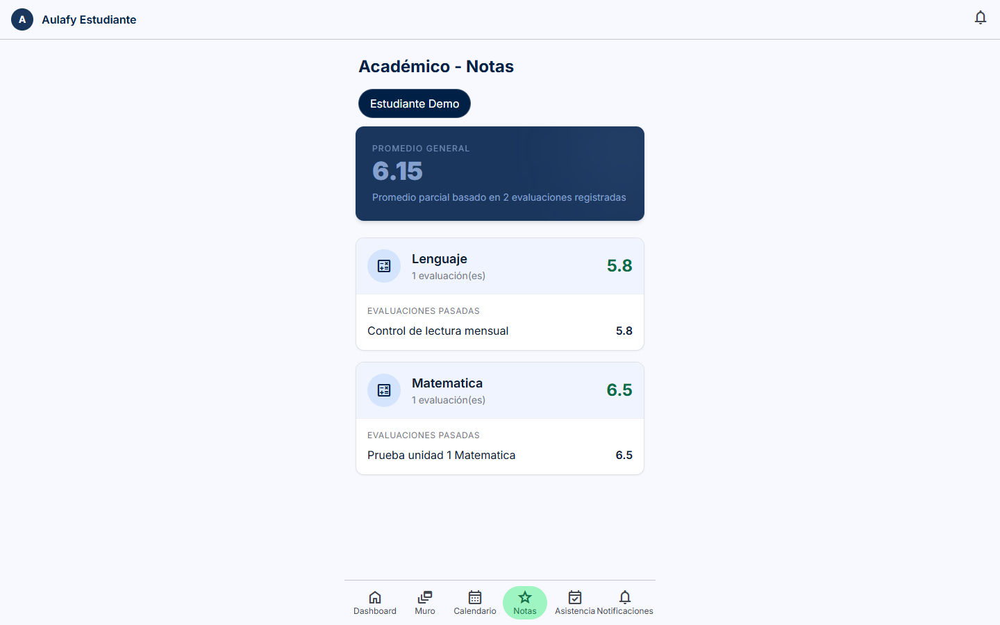 A
Aulafy Estudiante
Académico - Notas
Estudiante Demo
PROMEDIO GENERAL
6.15
Promedio parcial basado en 2 evaluaciones registradas
Lenguaje
1 evaluación(es)
5.8
EVALUACIONES PASADAS
Control de lectura mensual 5.8
Matematica
1 evaluación(es)
6.5
EVALUACIONES PASADAS
Prueba unidad 1 Matematica 6.5
Dashboard Muro Calendario Notas Asistencia Notificaciones